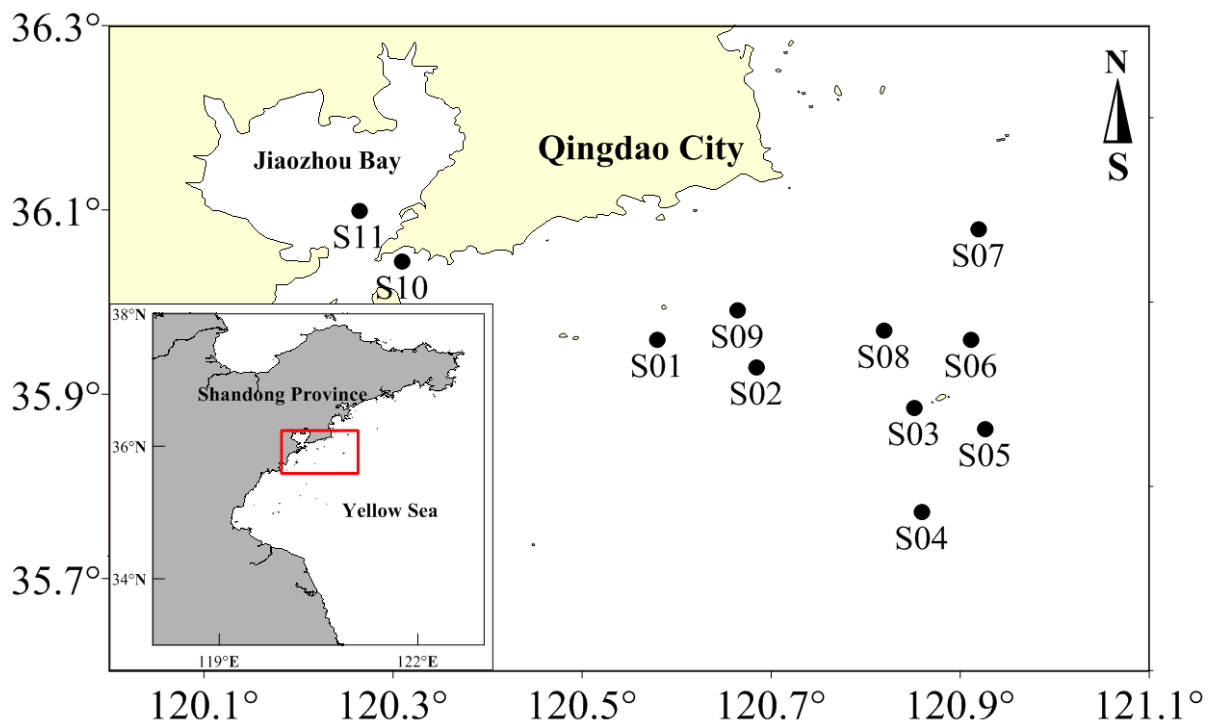 36.3°
N
S
Qingdao City
Jiaozhou Bay
36.1°
S11
S07
S10
S09
S08
S06
S01
S02
35.9°
S03
S05
S04
35.7°
38°N
Shandong Province
36°N
Yellow Sea
34°N
119°E
122°E
120.1°
120.3°
120.5°
120.7°
120.9°
121.1°